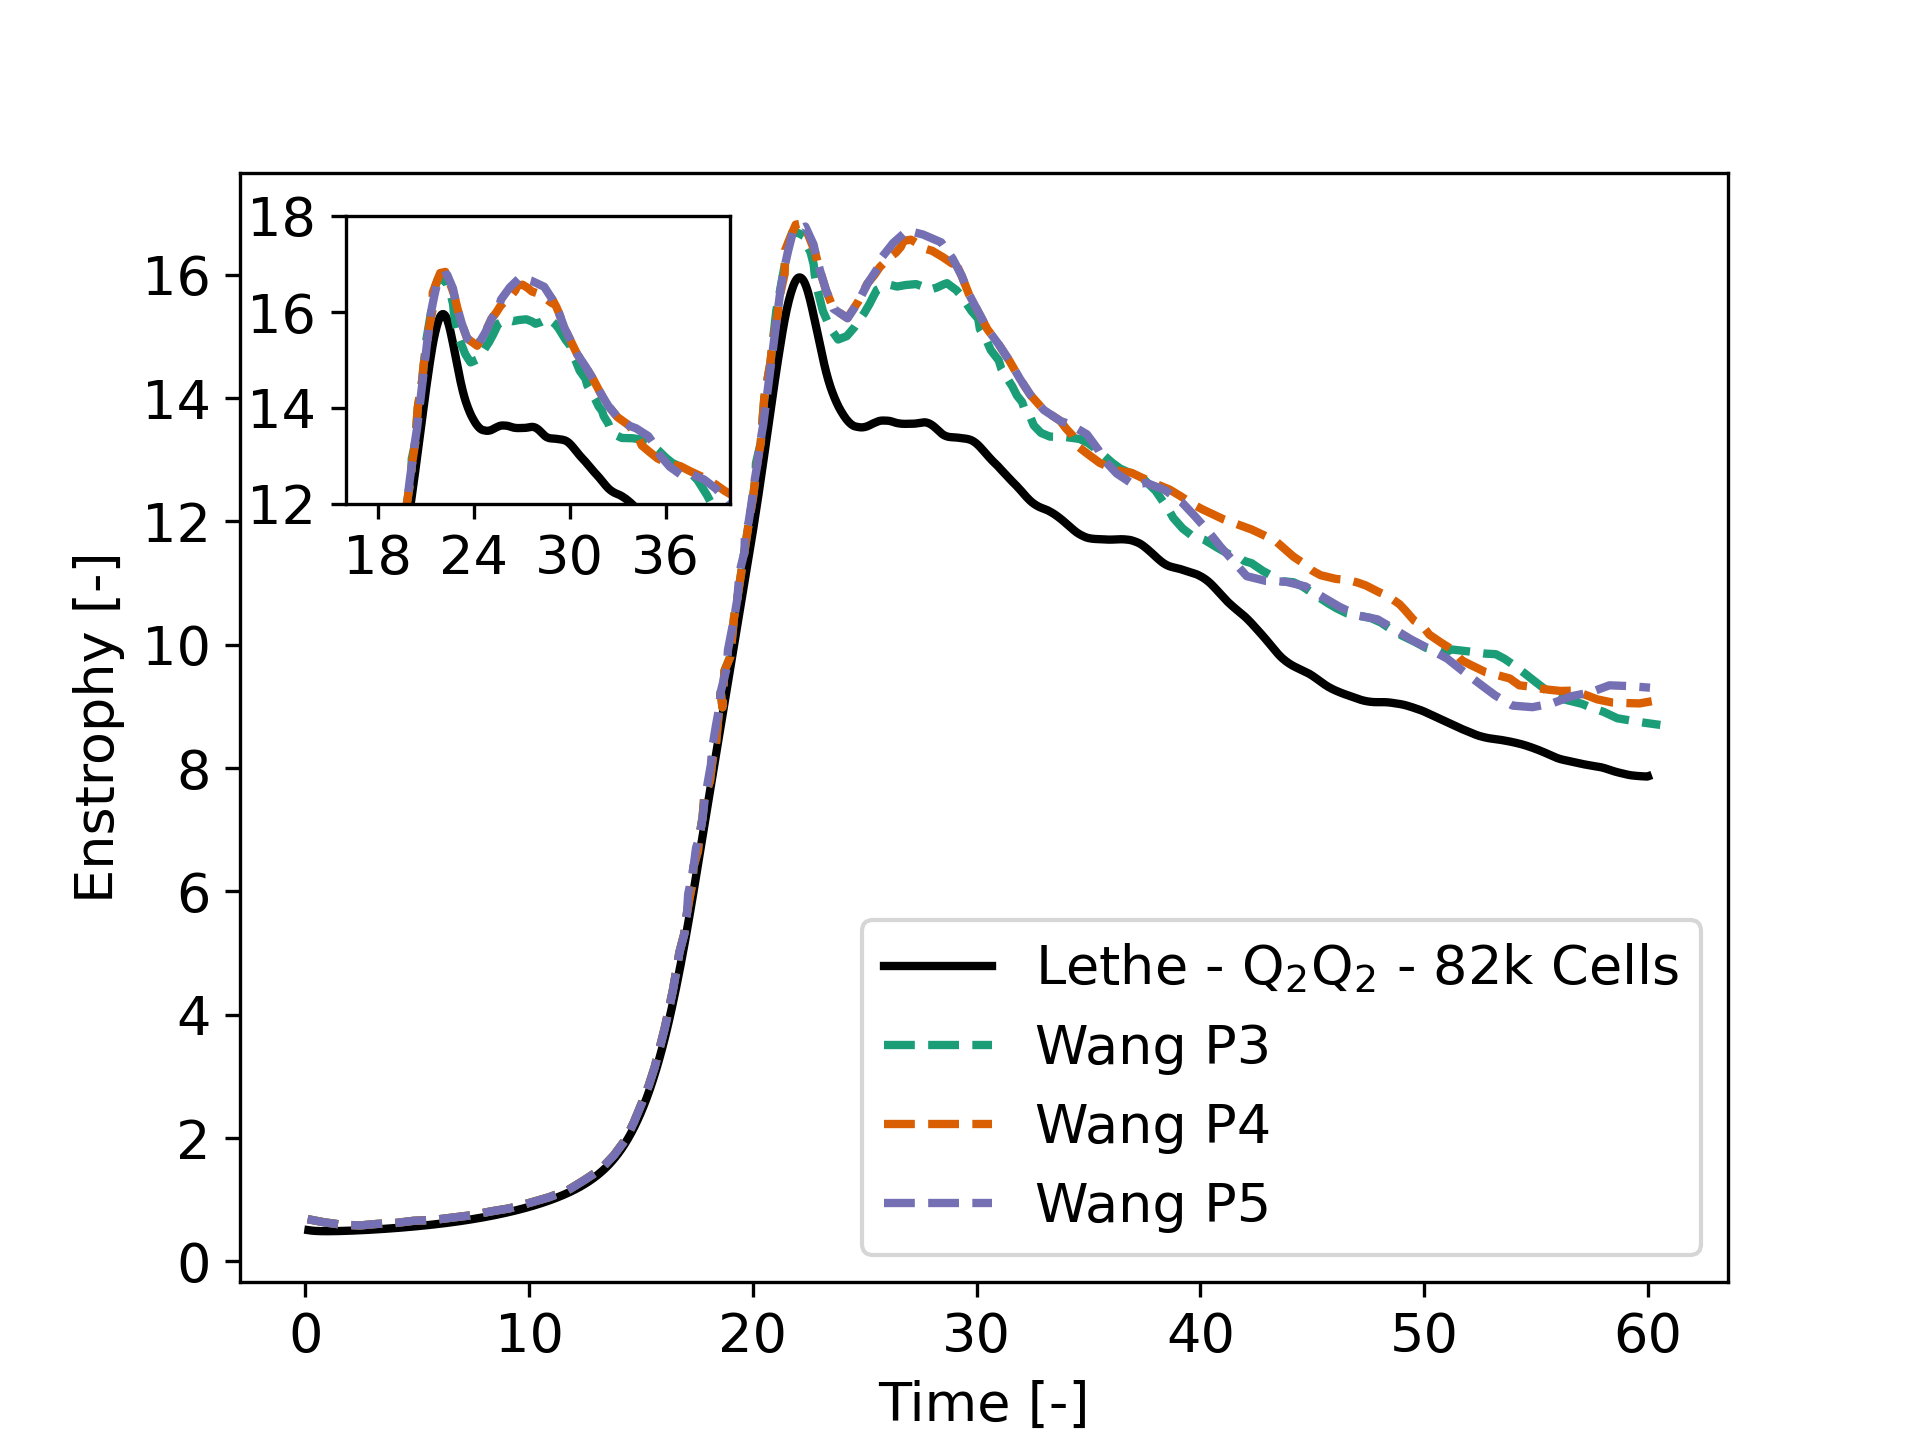 18
16
14
12
18 24 30 36
16
14
12
10
8
6
4
2
0
Enstrophy [-]
0 10 20 30 40 50 60
Time [-]
Lethe - Q₂Q₂ - 82k Cells
Wang P3
Wang P4
Wang P5